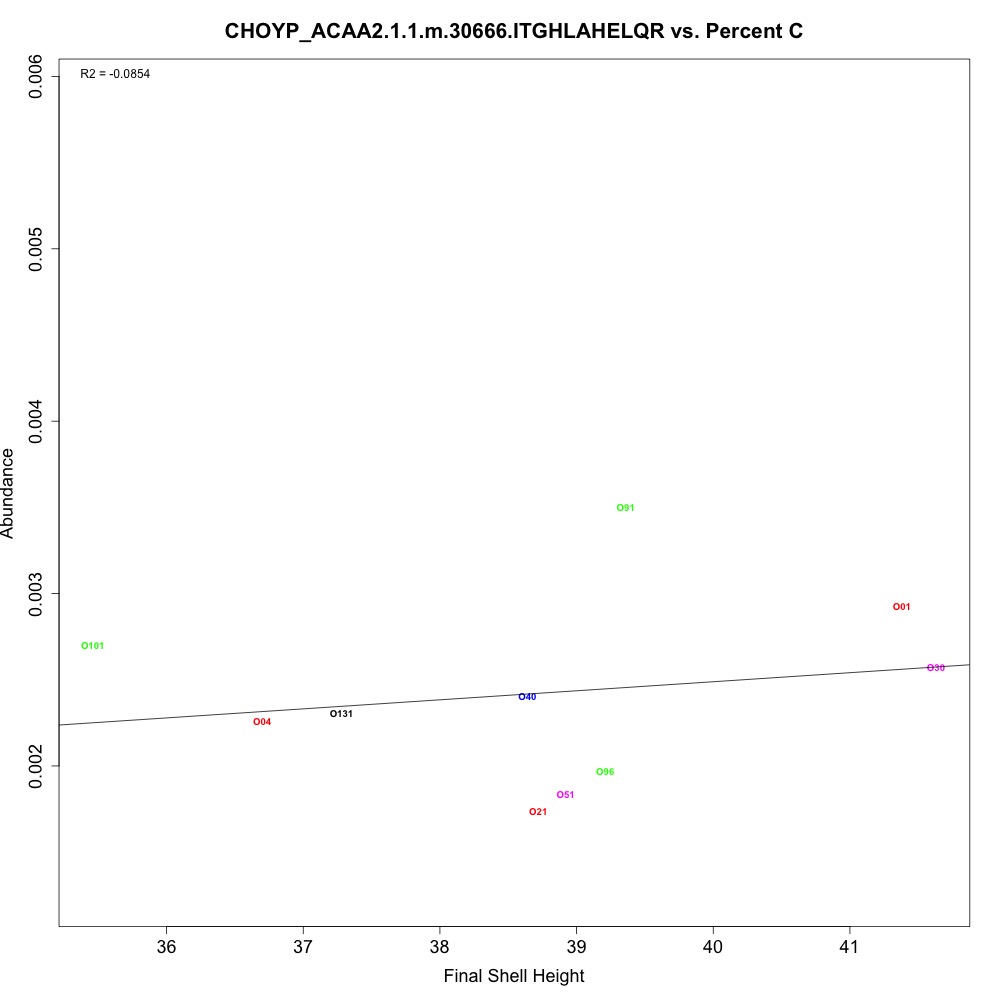 CHOYP_ACAA2.1.1.m.30666.ITGHLAHELQR vs. Percent C
R2 = -0.0854
0.006
0.005
0.004
0.003
0.002
Abundance
O91
O01
O101
O30
O40
O131
O04
O96
O51
O21
36 37 38 39 40 41
Final Shell Height